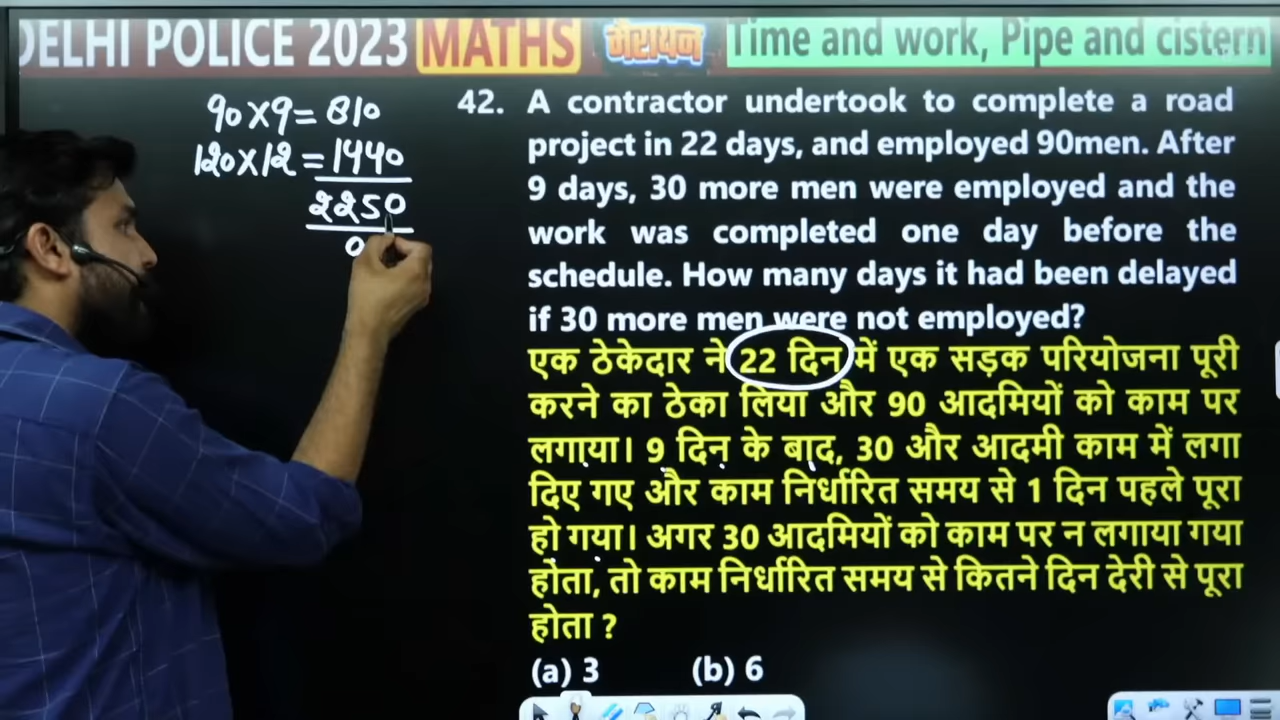 DELHI POLICE 2023 MATHS मैराथन Time and work, Pipe and cistern
90×9=810
120×12=1440
2250
0
42. A contractor undertook to complete a road
project in 22 days, and employed 90men. After
9 days, 30 more men were employed and the
work was completed one day before the
schedule. How many days it had been delayed
if 30 more men were not employed?
एक ठेकेदार ने 22 दिन में एक सड़क परियोजना पूरी
करने का ठेका लिया और 90 आदमियों को काम पर
लगाया। 9 दिन के बाद, 30 और आदमी काम में लगा
दिए गए और काम निर्धारित समय से 1 दिन पहले पूरा
हो गया। अगर 30 आदमियों को काम पर न लगाया गया
होता, तो काम निर्धारित समय से कितने दिन देरी से पूरा
होता ?
(a) 3 (b) 6